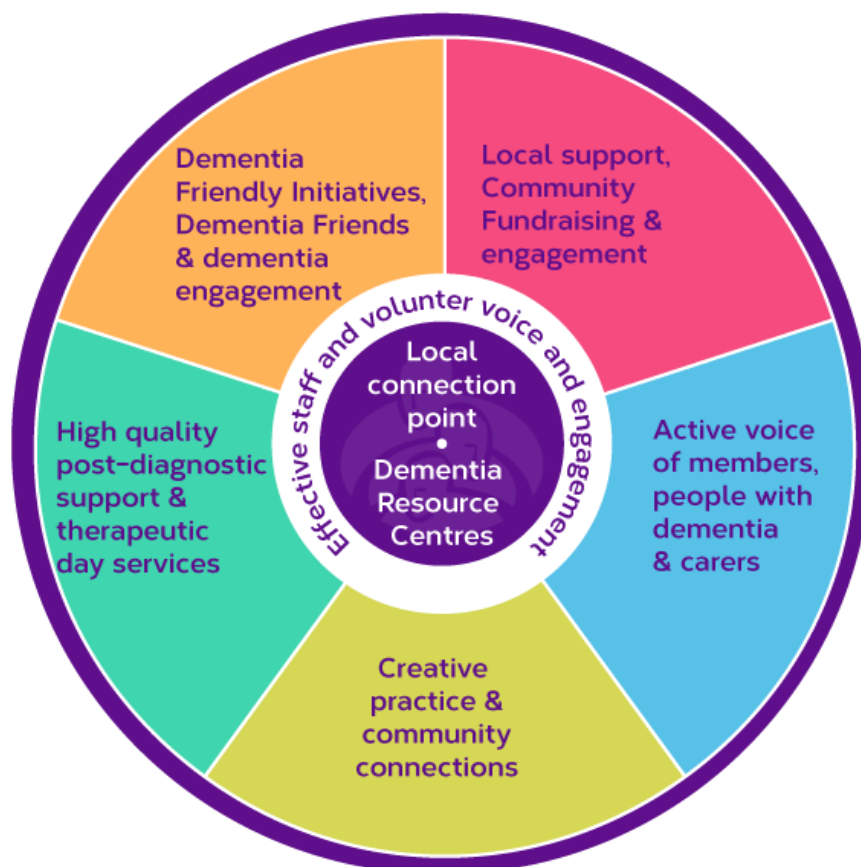 Dementia
Friendly Initiatives,
Dementia Friends
& dementia
engagement
Local support,
Community
Fundraising &
engagement
Effective staff and volunter voice and engagement
Local
connection
point
•
Dementia
Resource
Centres
High quality
post-diagnostic
support &
therapeutic
day services
Active voice
of members,
people with
dementia
& carers
Creative
practice &
community
connections